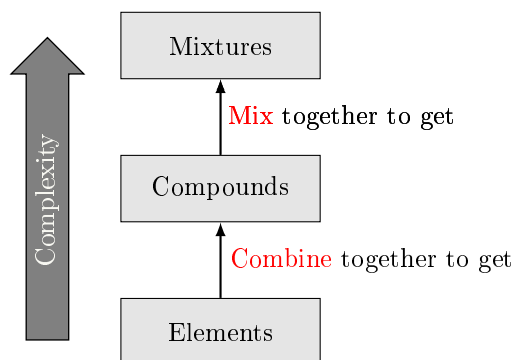 Mixtures
Mix together to get
Compounds
Complexity
Combine together to get
Elements